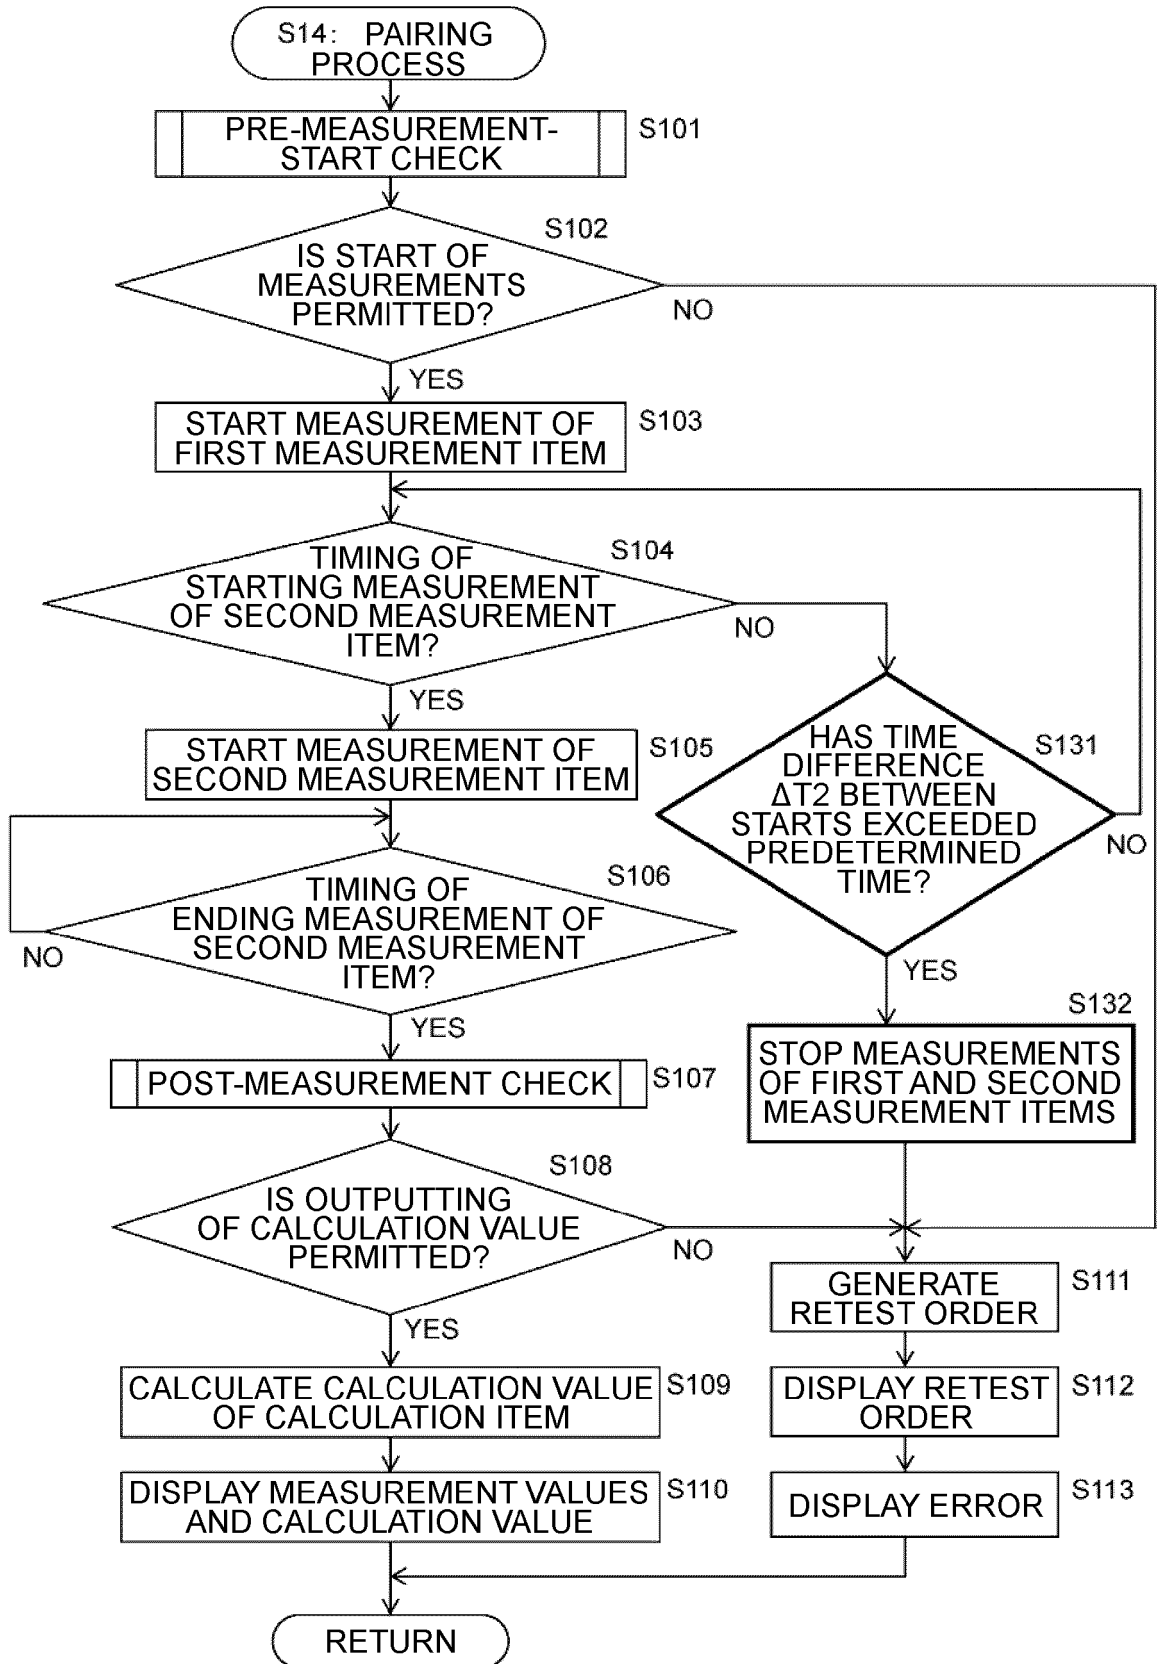 S14: PAIRING
PROCESS
PRE-MEASUREMENT-
START CHECK
S101
S102
IS START OF
MEASUREMENTS
PERMITTED?
NO
YES
START MEASUREMENT OF
FIRST MEASUREMENT ITEM
S103
S104
TIMING OF
STARTING MEASUREMENT
OF SECOND MEASUREMENT
ITEM?
NO
YES
START MEASUREMENT OF
SECOND MEASUREMENT ITEM
S105
S131
HAS TIME
DIFFERENCE
ΔT2 BETWEEN
STARTS EXCEEDED
PREDETERMINED
TIME?
NO
YES
S106
TIMING OF
ENDING MEASUREMENT OF
SECOND MEASUREMENT
ITEM?
NO
YES
S132
STOP MEASUREMENTS
OF FIRST AND SECOND
MEASUREMENT ITEMS
POST-MEASUREMENT CHECK
S107
S108
IS OUTPUTTING
OF CALCULATION VALUE
PERMITTED?
NO
YES
GENERATE
RETEST ORDER
S111
CALCULATE CALCULATION VALUE
OF CALCULATION ITEM
S109
DISPLAY RETEST
ORDER
S112
DISPLAY MEASUREMENT VALUES
AND CALCULATION VALUE
S110
DISPLAY ERROR
S113
RETURN